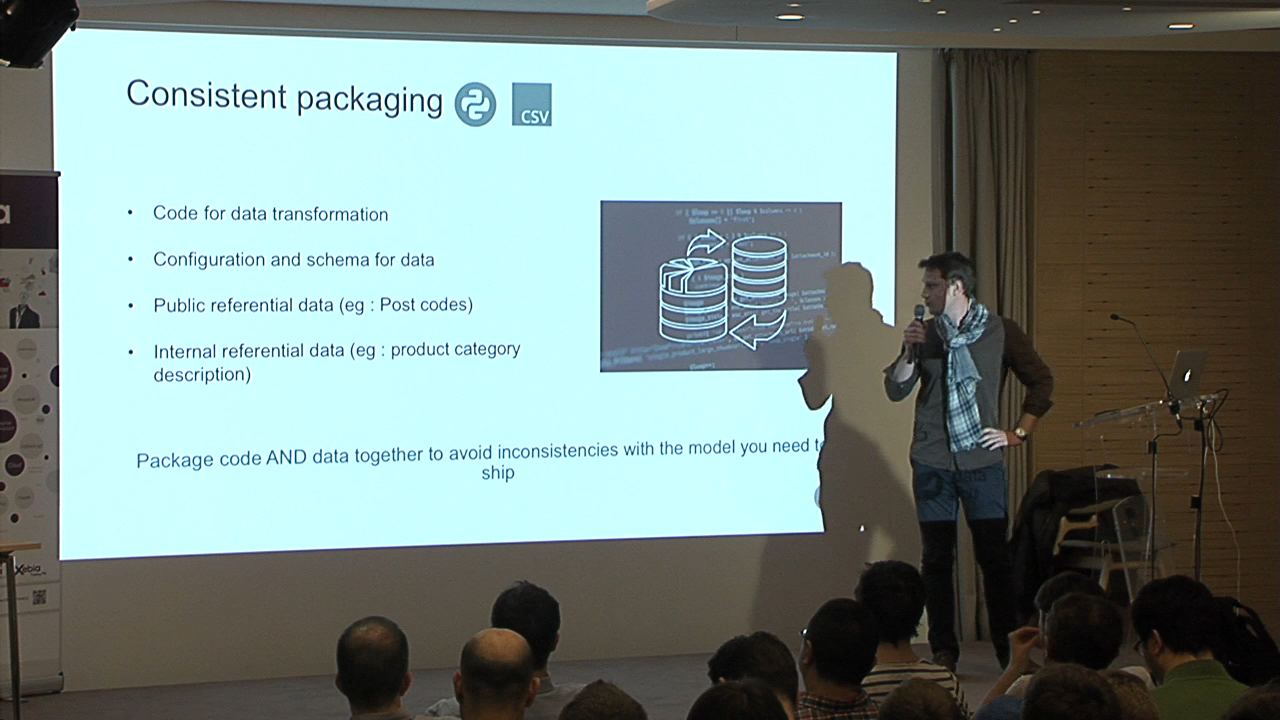 Consistent packaging
CSV
• Code for data transformation
• Configuration and schema for data
• Public referential data (eg : Post codes)
• Internal referential data (eg : product category
description)
Package code AND data together to avoid inconsistencies with the model you need to
ship
Xebia